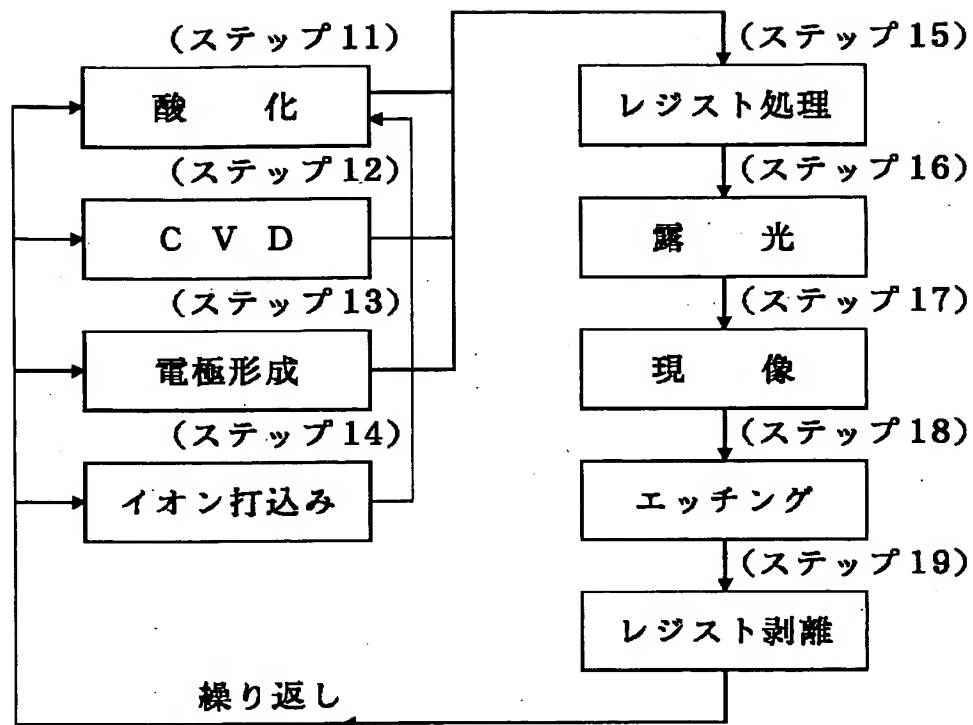 (ステップ11)
酸 化
(ステップ12)
C V D
(ステップ13)
電極形成
(ステップ14)
イオン打込み
(ステップ15)
レジスト処理
(ステップ16)
露 光
(ステップ17)
現 像
(ステップ18)
エッチング
(ステップ19)
レジスト剥離
繰り返し